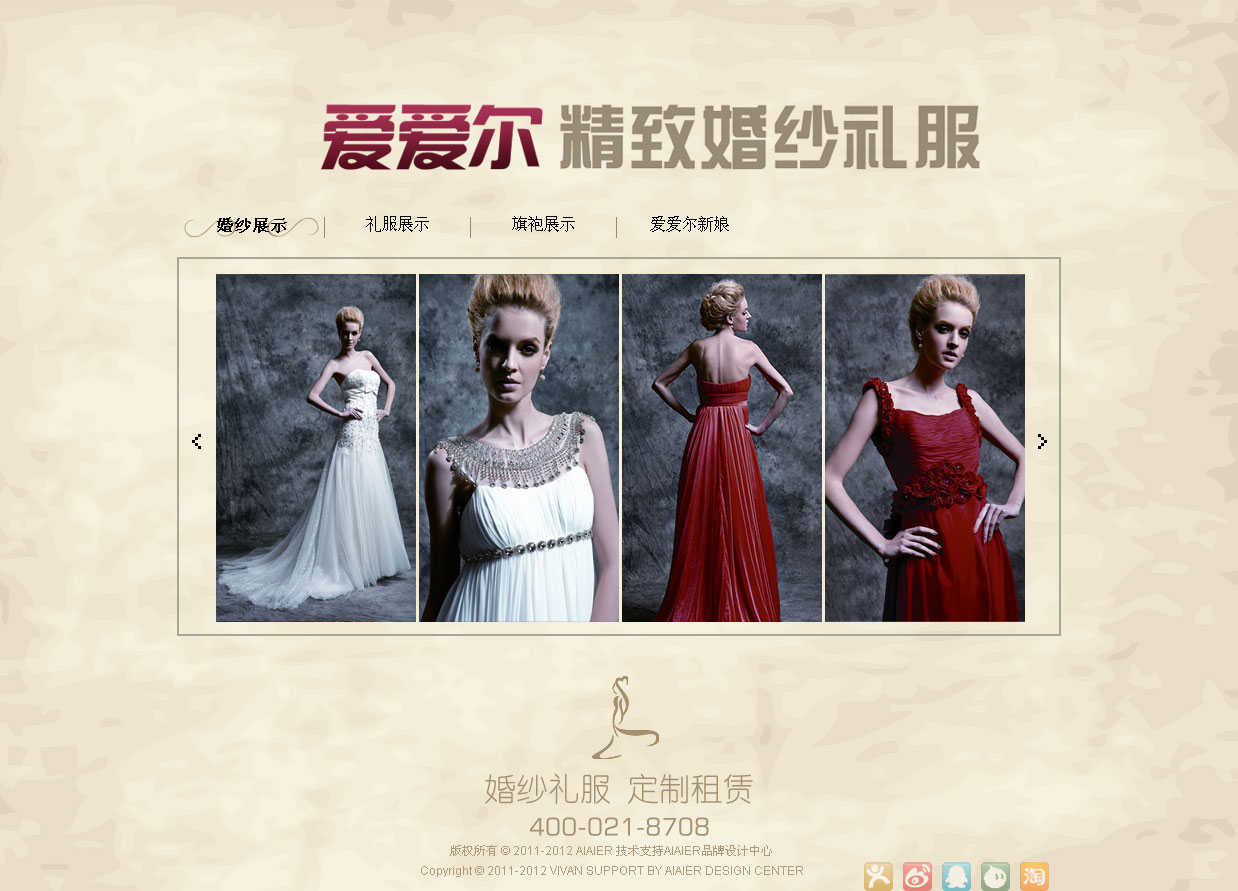 爱爱尔 精致婚纱礼服
婚纱展示 礼服展示 旗袍展示 爱爱尔新娘
婚纱礼服 定制租赁
400-021-8708
版权所有 © 2011-2012 AIAIER 技术支持AIAIER品牌设计中心
Copyright © 2011-2012 VIVAN SUPPORT BY AIAIER DESIGN CENTER
淘